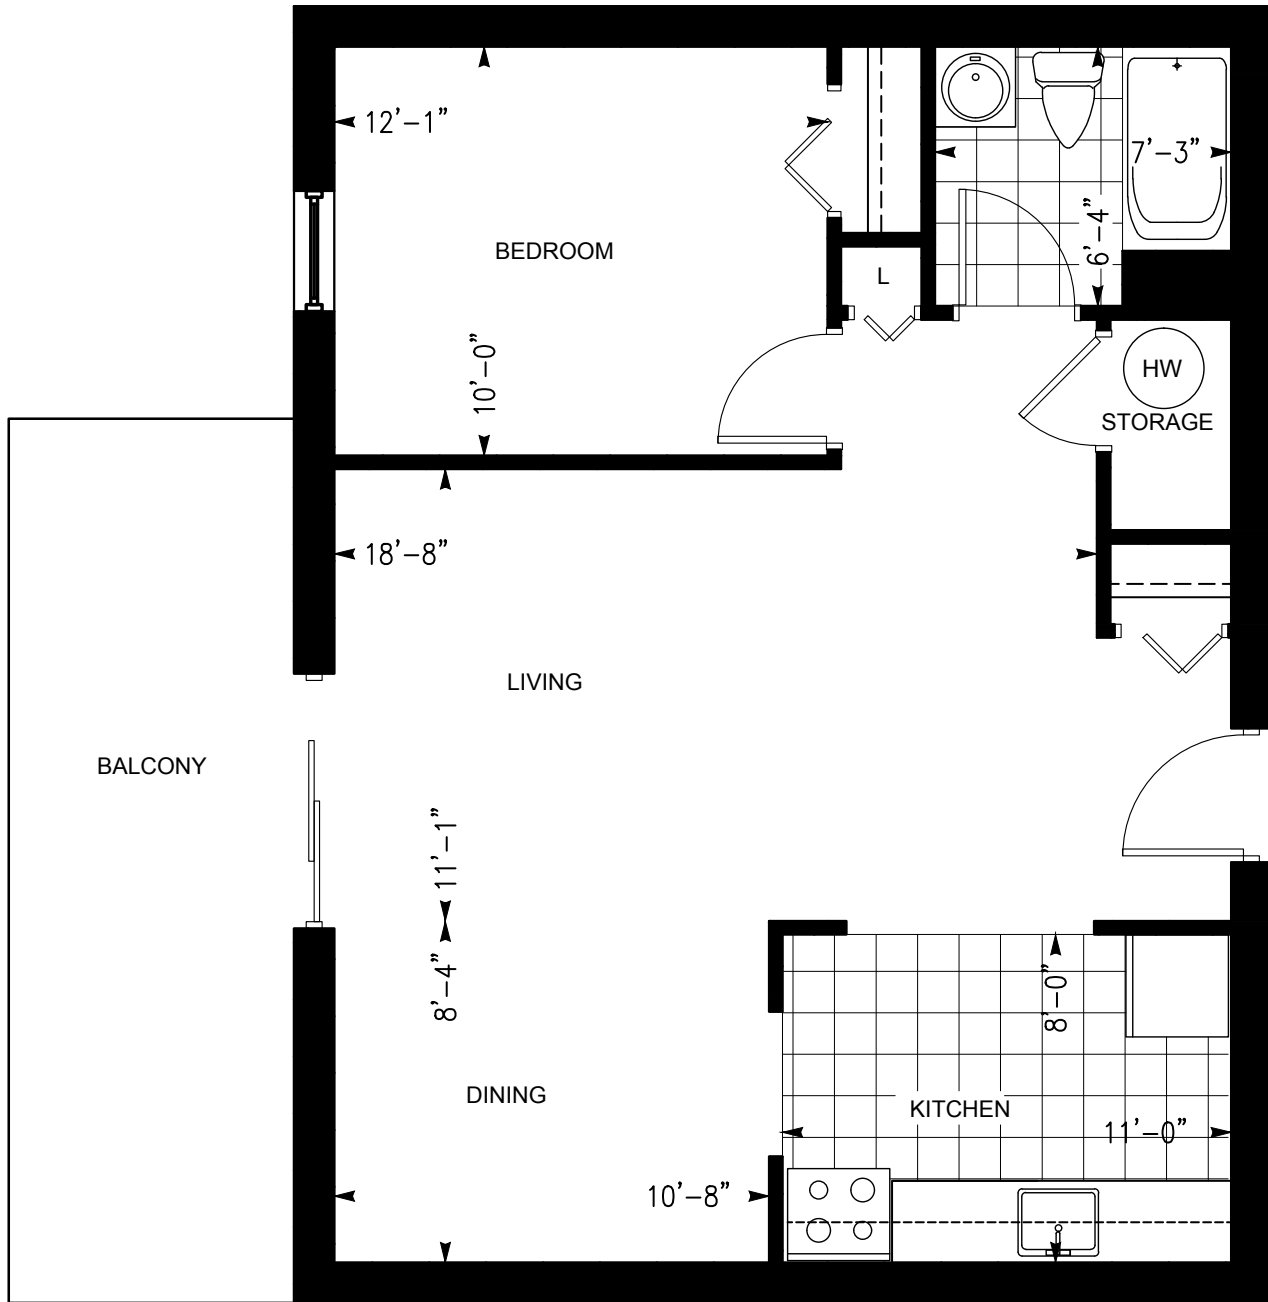 12'-1"
7'-3"
6'-4"
BEDROOM
L
10'-0"
HW
STORAGE
18'-8"
LIVING
BALCONY
11'-1"
8'-4"
8'-0"
DINING
KITCHEN
11'-0"
10'-8"